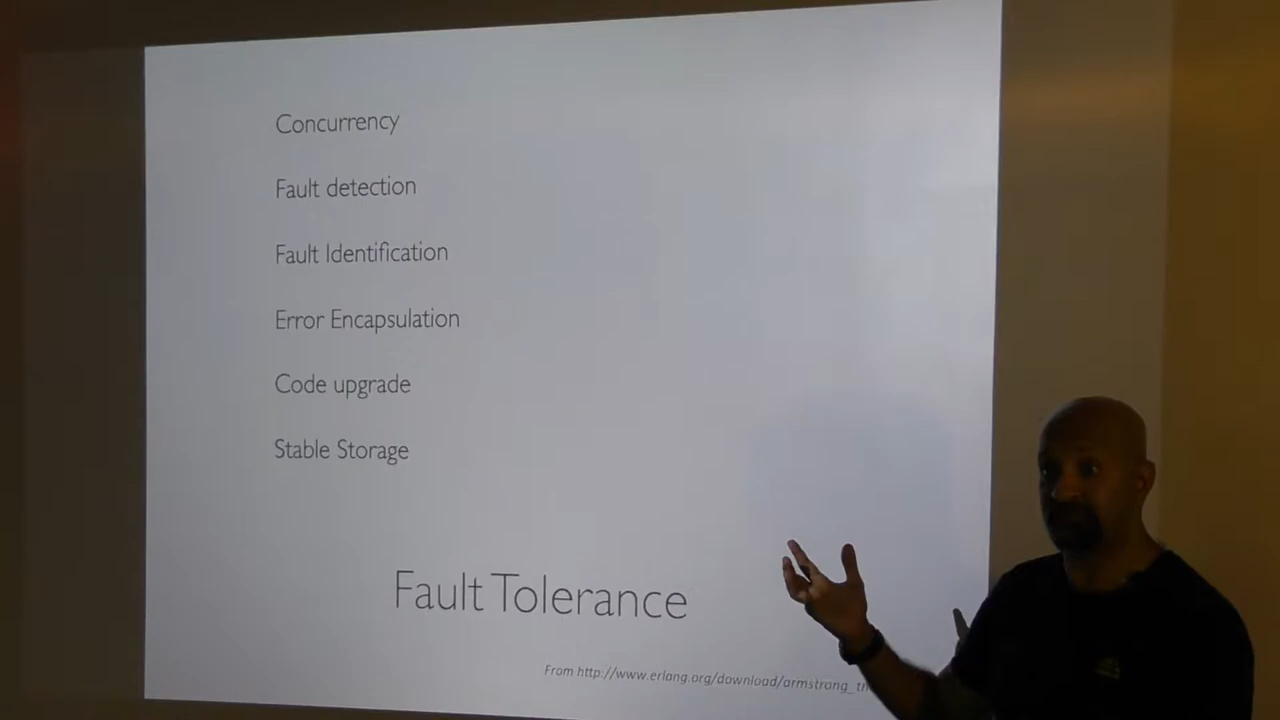 Concurrency
Fault detection
Fault Identification
Error Encapsulation
Code upgrade
Stable Storage
Fault Tolerance
From http://www.erlang.org/download/armstrong_th